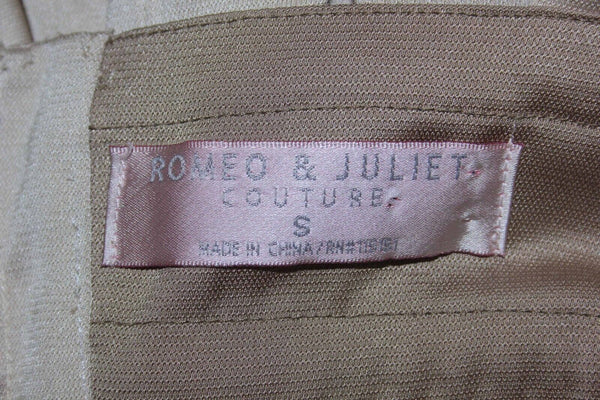 ROMEO & JULIET
COUTURE
S
MADE IN CHINA/RN#